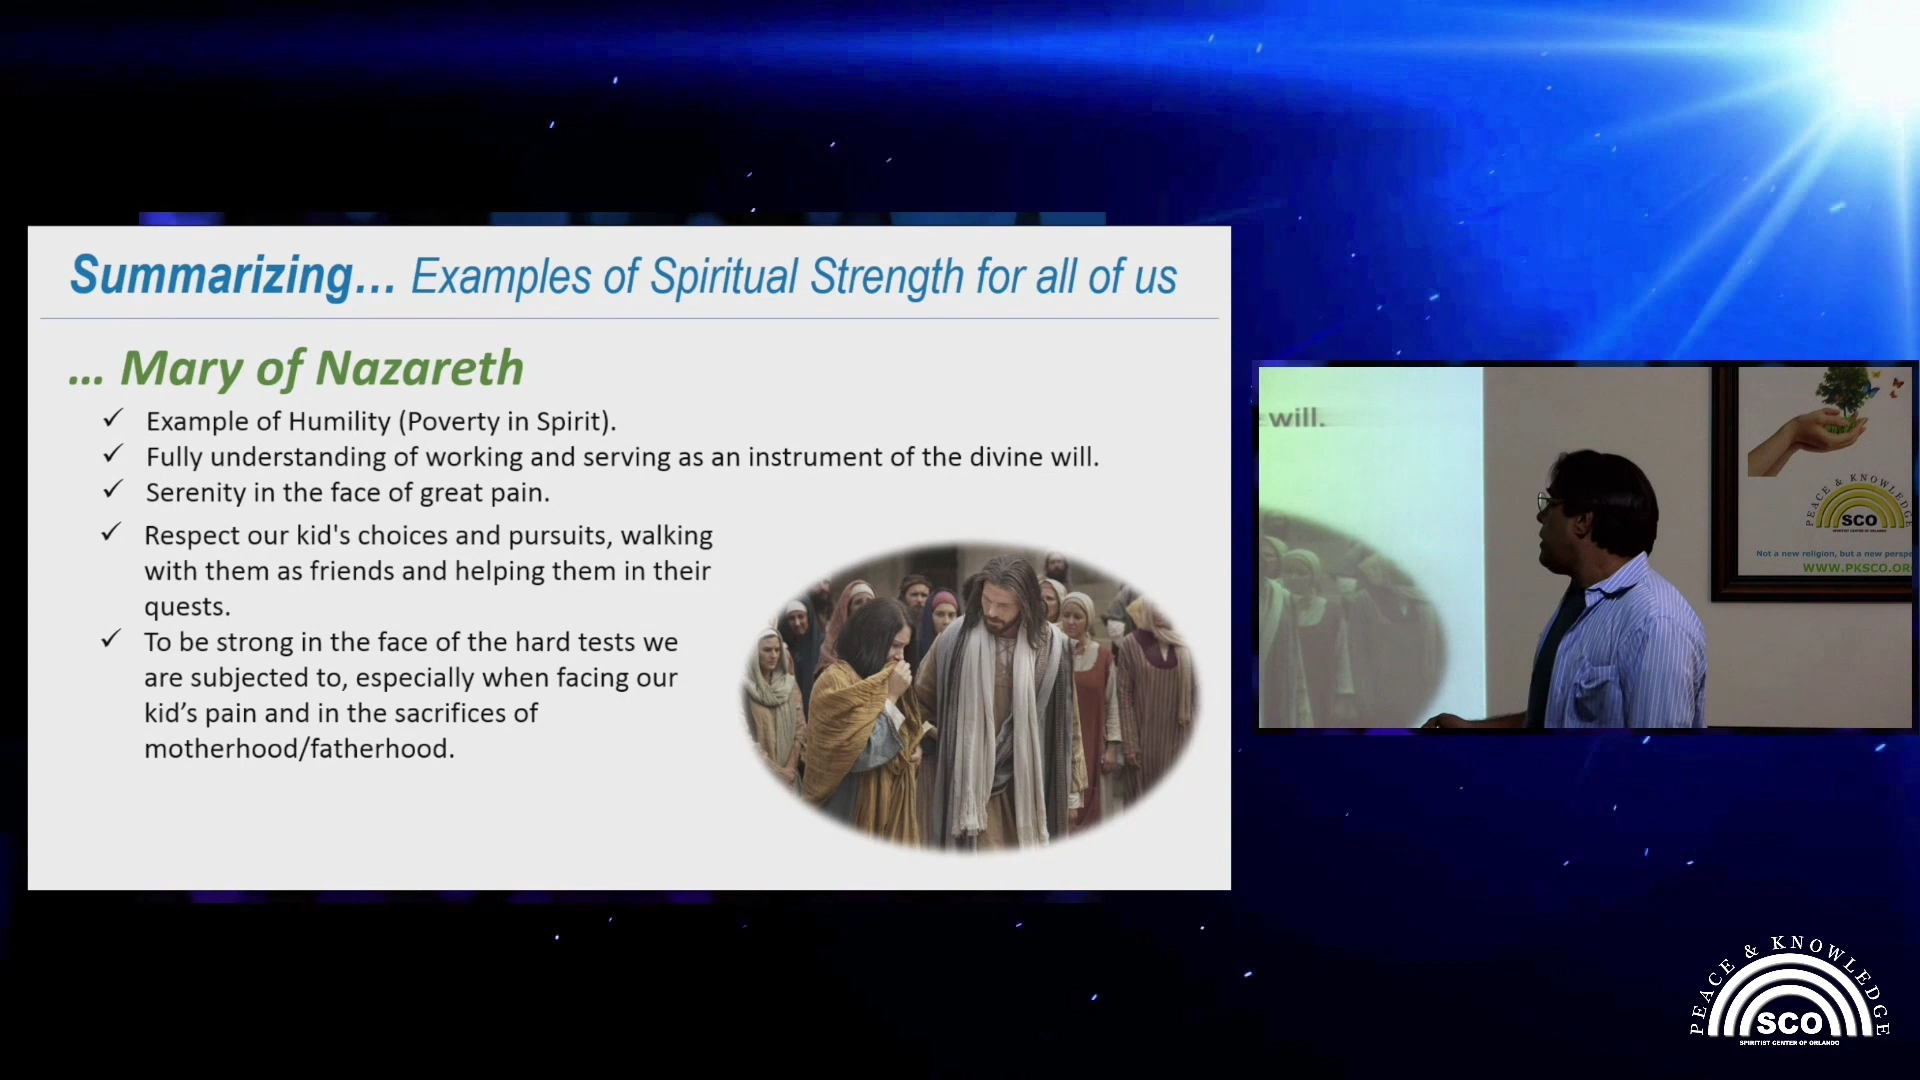 Summarizing... Examples of Spiritual Strength for all of us
... Mary of Nazareth
✓ Example of Humility (Poverty in Spirit).
✓ Fully understanding of working and serving as an instrument of the divine will.
✓ Serenity in the face of great pain.
✓ Respect our kid's choices and pursuits, walking
with them as friends and helping them in their
quests.
✓ To be strong in the face of the hard tests we
are subjected to, especially when facing our
kid’s pain and in the sacrifices of
motherhood/fatherhood.
will.
PEACE & KNOWLEDGE
SCO
SPIRITIST CENTER OF ORLANDO
Not a new religion, but a new perspe
WWW.PKSCO.OR
PEACE & KNOWLEDGE
SCO
SPIRITIST CENTER OF ORLANDO